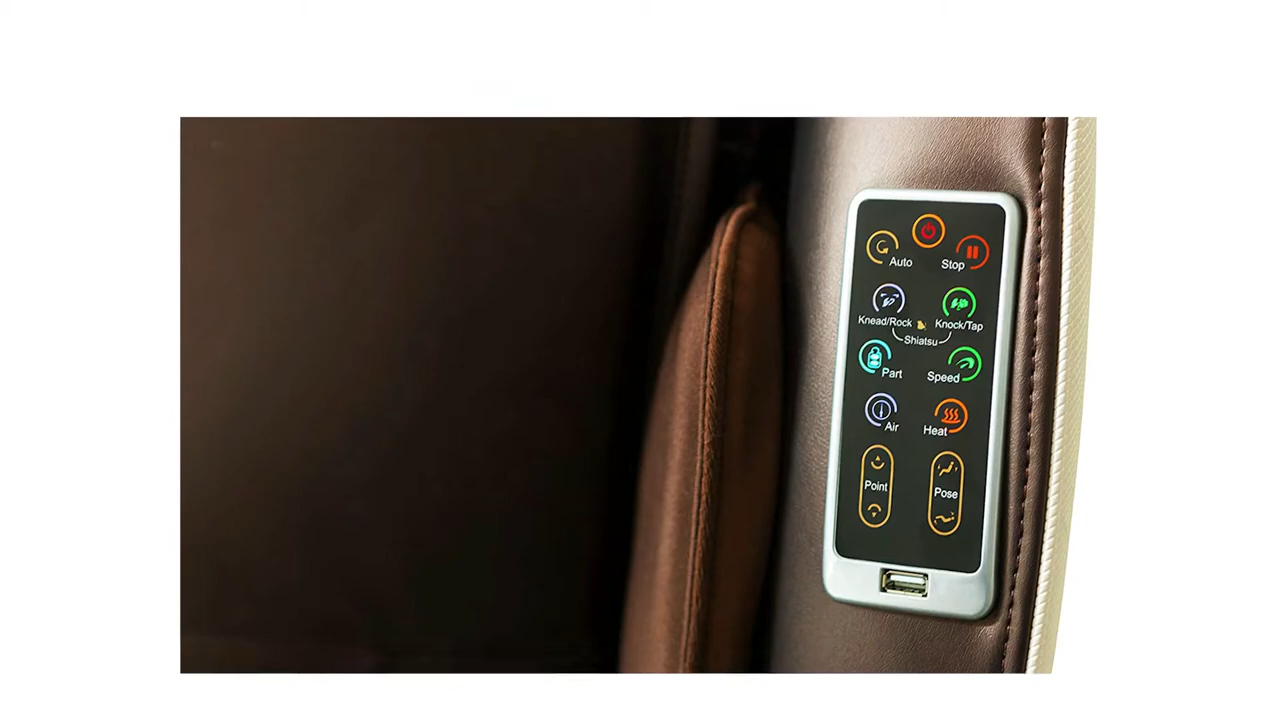 Auto
Stop
Knead/Rock
Knock/Tap
Shiatsu
Part
Speed
Air
Heat
Point
Pose